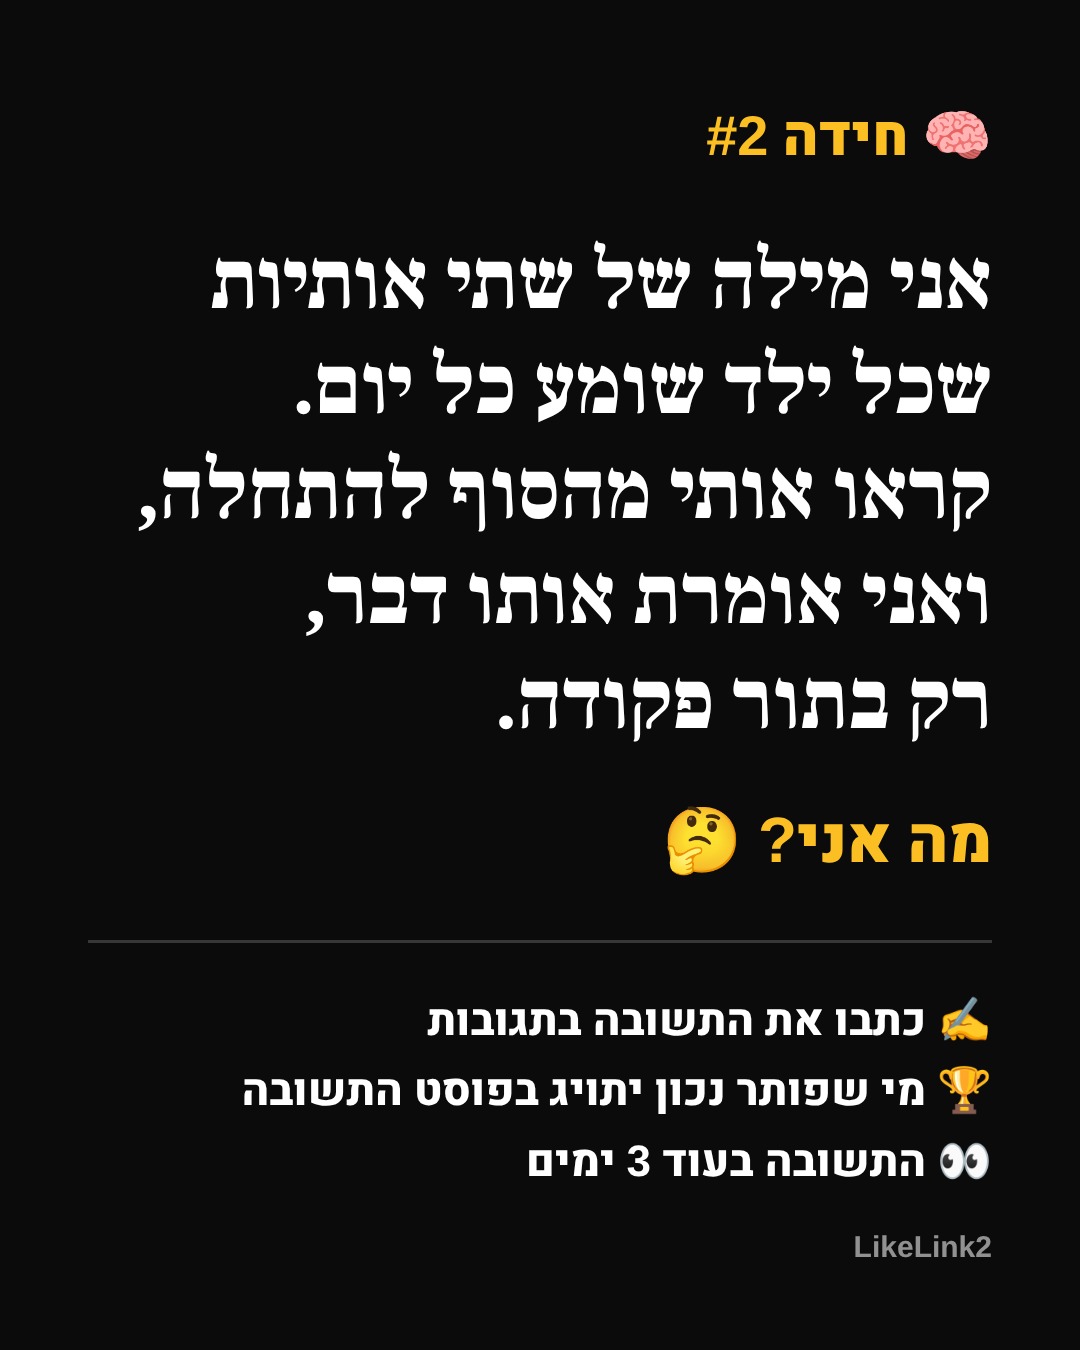 🧠 חידה #2
אני מילה של שתי אותיות
שכל ילד שומע כל יום.
קראו אותי מהסוף להתחלה,
ואני אומרת אותו דבר,
רק בתור פקודה.
מה אני? 🤔
✍️ כתבו את התשובה בתגובות
🏆 מי שפותר נכון יתויג בפוסט התשובה
👀 התשובה בעוד 3 ימים
LikeLink2